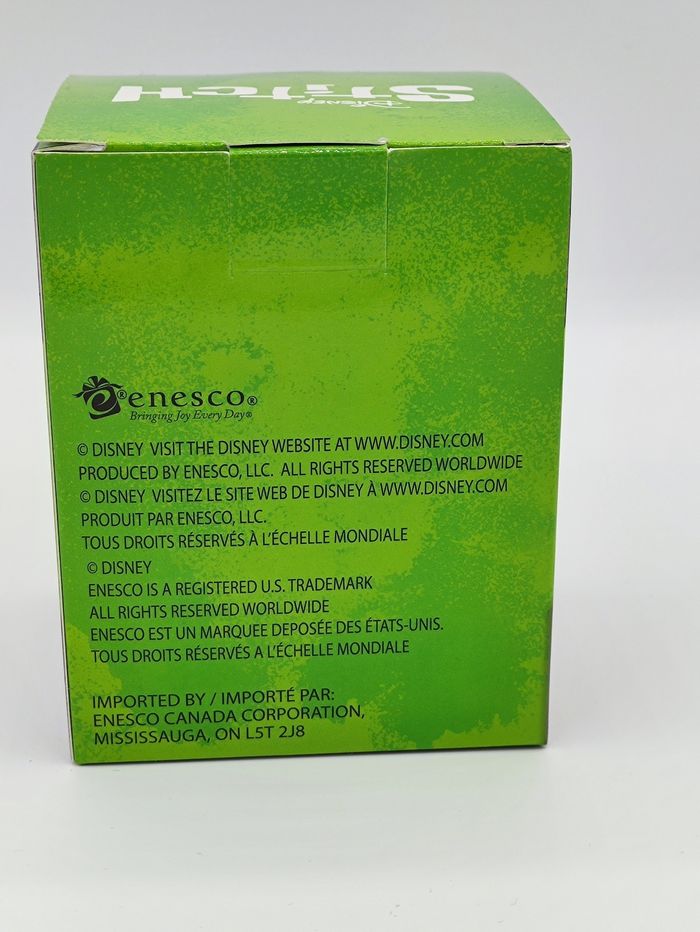 Disney
Stitch
enesco®
Bringing Joy Every Day®
© DISNEY VISIT THE DISNEY WEBSITE AT WWW.DISNEY.COM
PRODUCED BY ENESCO, LLC. ALL RIGHTS RESERVED WORLDWIDE
© DISNEY VISITEZ LE SITE WEB DE DISNEY À WWW.DISNEY.COM
PRODUIT PAR ENESCO, LLC.
TOUS DROITS RÉSERVÉS À L'ÉCHELLE MONDIALE
© DISNEY
ENESCO IS A REGISTERED U.S. TRADEMARK
ALL RIGHTS RESERVED WORLDWIDE
ENESCO EST UN MARQUEE DEPOSÉE DES ÉTATS-UNIS.
TOUS DROITS RÉSERVÉS A L'ÉCHELLE MONDIALE
IMPORTED BY / IMPORTÉ PAR:
ENESCO CANADA CORPORATION,
MISSISSAUGA, ON L5T 2J8